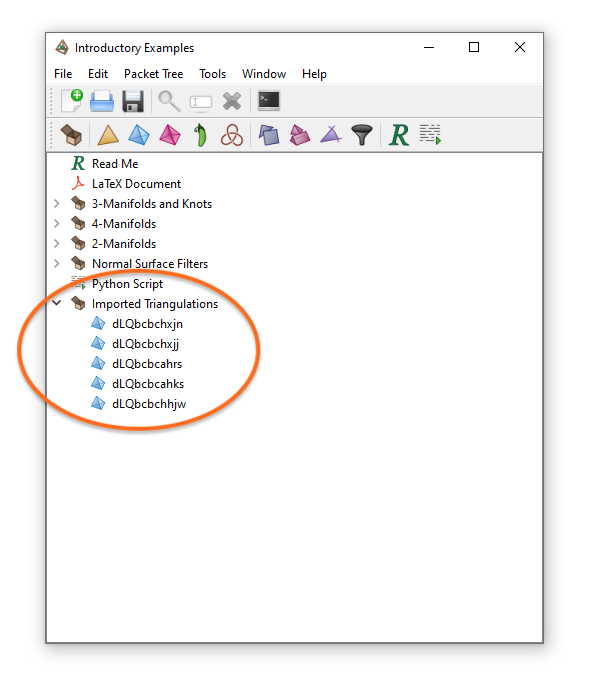 Introductory Examples
File Edit Packet Tree Tools Window Help
R
R Read Me
LaTeX Document
3-Manifolds and Knots
4-Manifolds
2-Manifolds
Normal Surface Filters
Python Script
Imported Triangulations
dLQbcbchxjn
dLQbcbchxjj
dLQbcbcahrs
dLQbcbcahks
dLQbcbchhjw